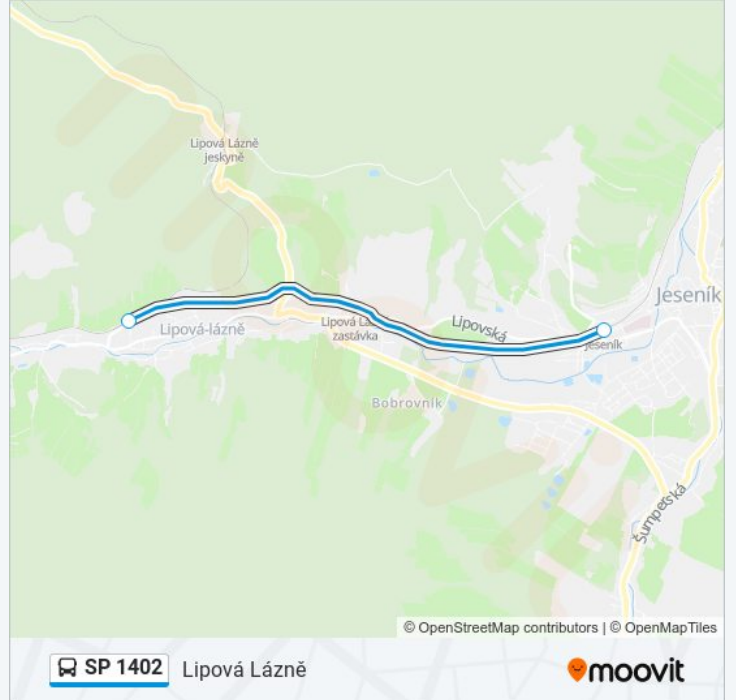 Lipová Lázně
jeskyně
Jeseník
Lipovská
Lipová-lázně
Lipová Lá
zastávka
Jeseník
Bobrovník
Šumperská
© OpenStreetMap contributors | © OpenMapTiles
SP 1402
Lipová Lázně
moovit